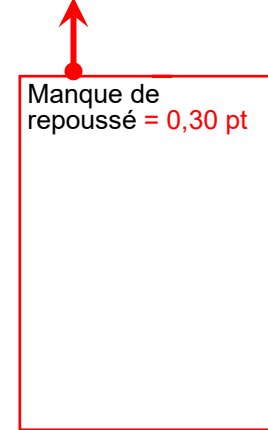 Manque de
repoussé = 0,30 pt